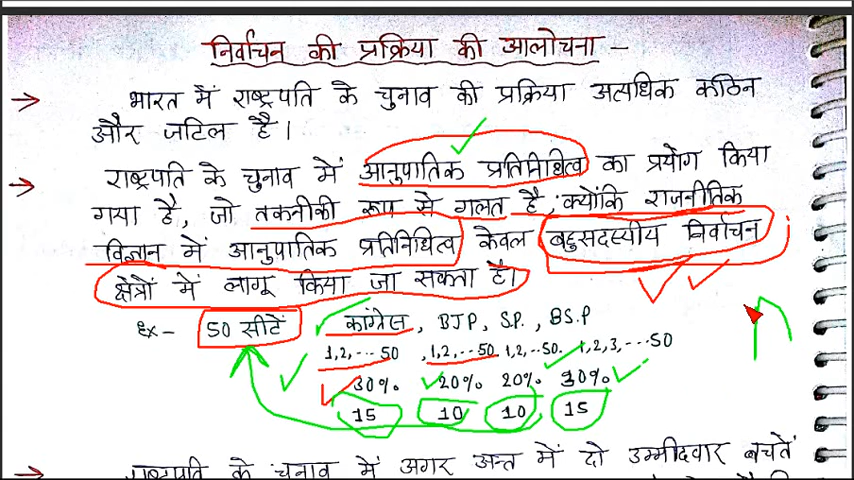 निर्वाचन की प्रक्रिया की आलोचना –
→ भारत में राष्ट्रपति के चुनाव की प्रक्रिया अत्यधिक कठिन
और जटिल है।
→ राष्ट्रपति के चुनाव में आनुपातिक प्रतिनिधित्व का प्रयोग किया
गया है, जो तकनीकी रूप से गलत है, क्योंकि राजनीतिक
विज्ञान में आनुपातिक प्रतिनिधित्व केवल बहुसदस्यीय निर्वाचन
क्षेत्रों में लागू किया जा सकता है।
Ex – 50 सीटें कांग्रेस, BJP, S.P., B.S.P
1,2,---50 ,1,2,---50. 1,2,---50. 1,2,3,---50
30% 20% 20% 30%
15 10 10 15
→ राष्ट्रपति के चुनाव में अगर अन्त में दो उम्मीदवार बचतें